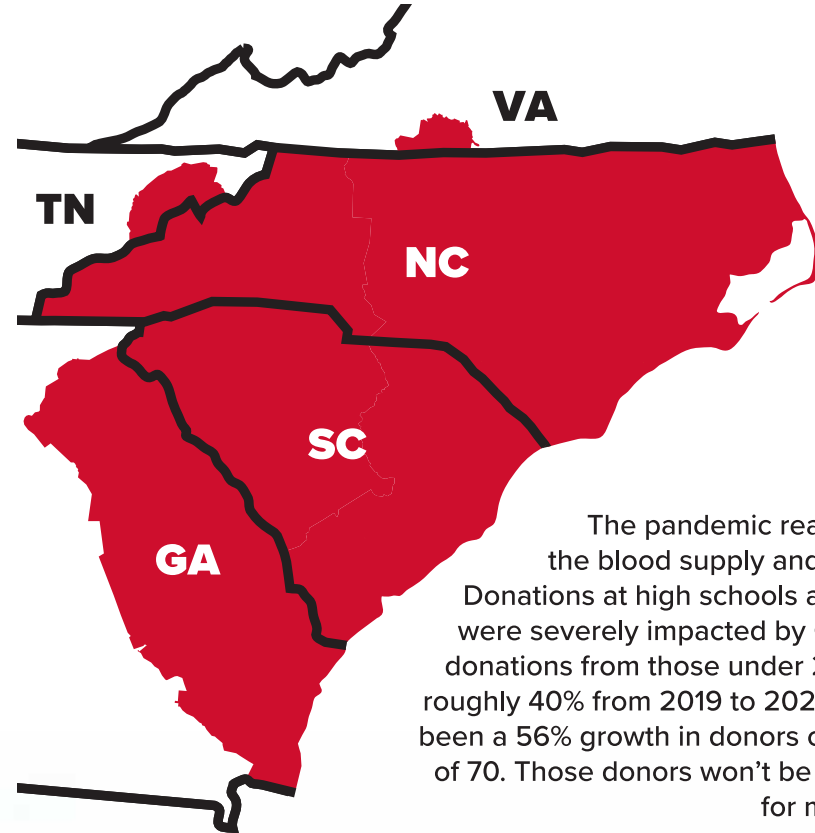 VA
TN
NC
SC
GA
The pandemic
the blood supply and
Donations at high schools
were severely impacted by
donations from those under
roughly 40% from 2019 to
been a 56% growth in donors
of 70. Those donors won’t be
for